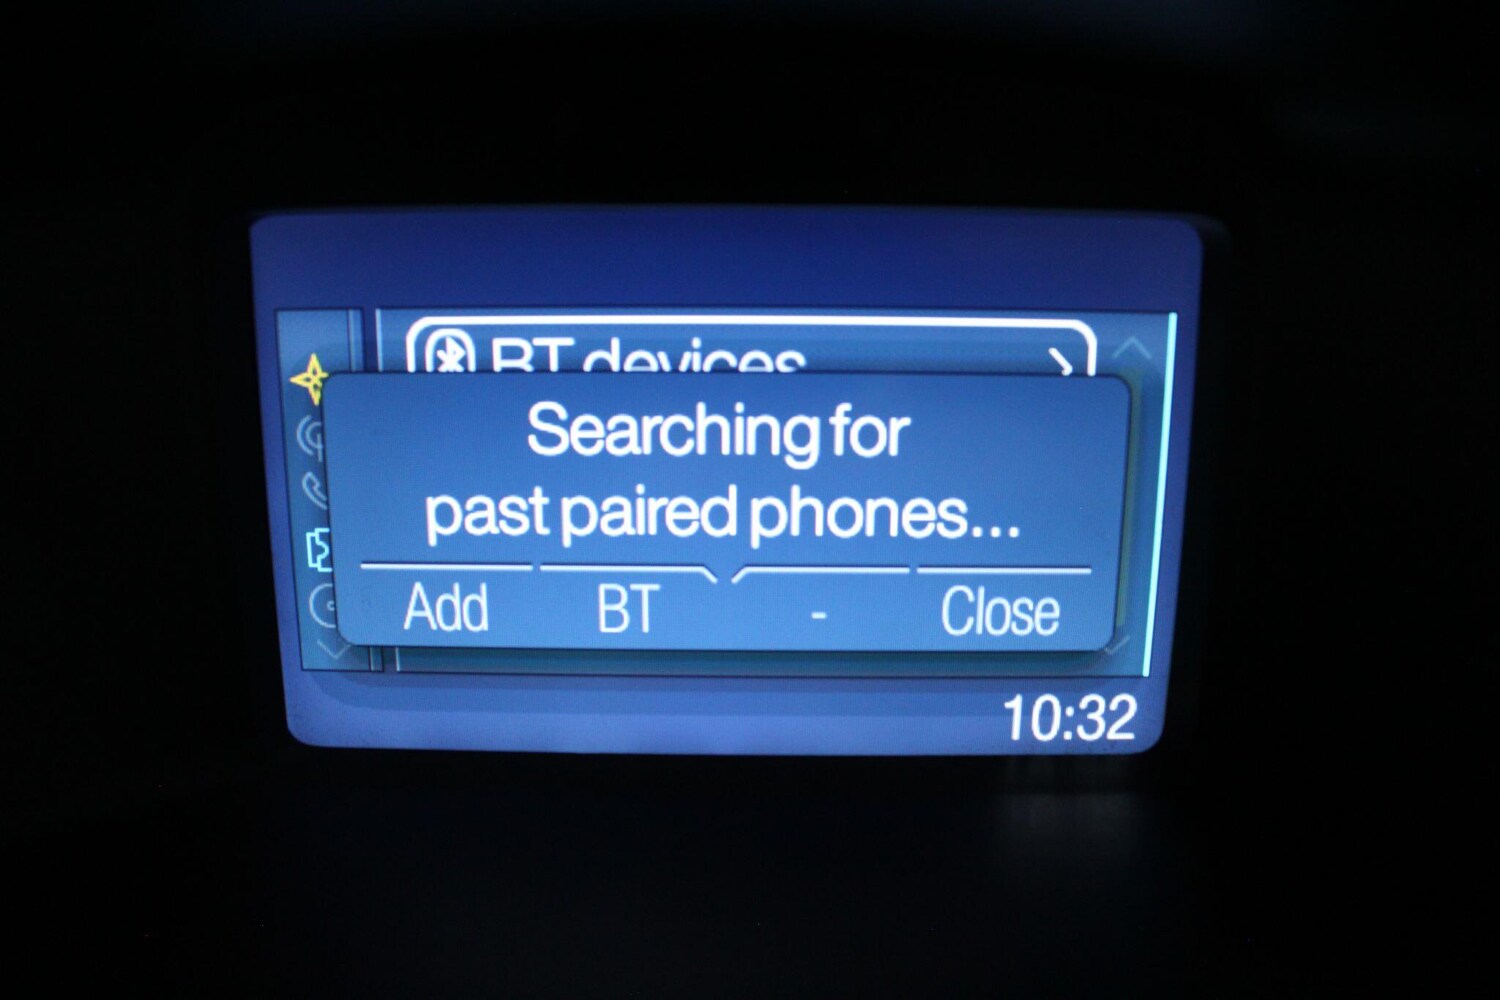 BT devices
Searching for
past paired phones...
Add BT - Close
10:32